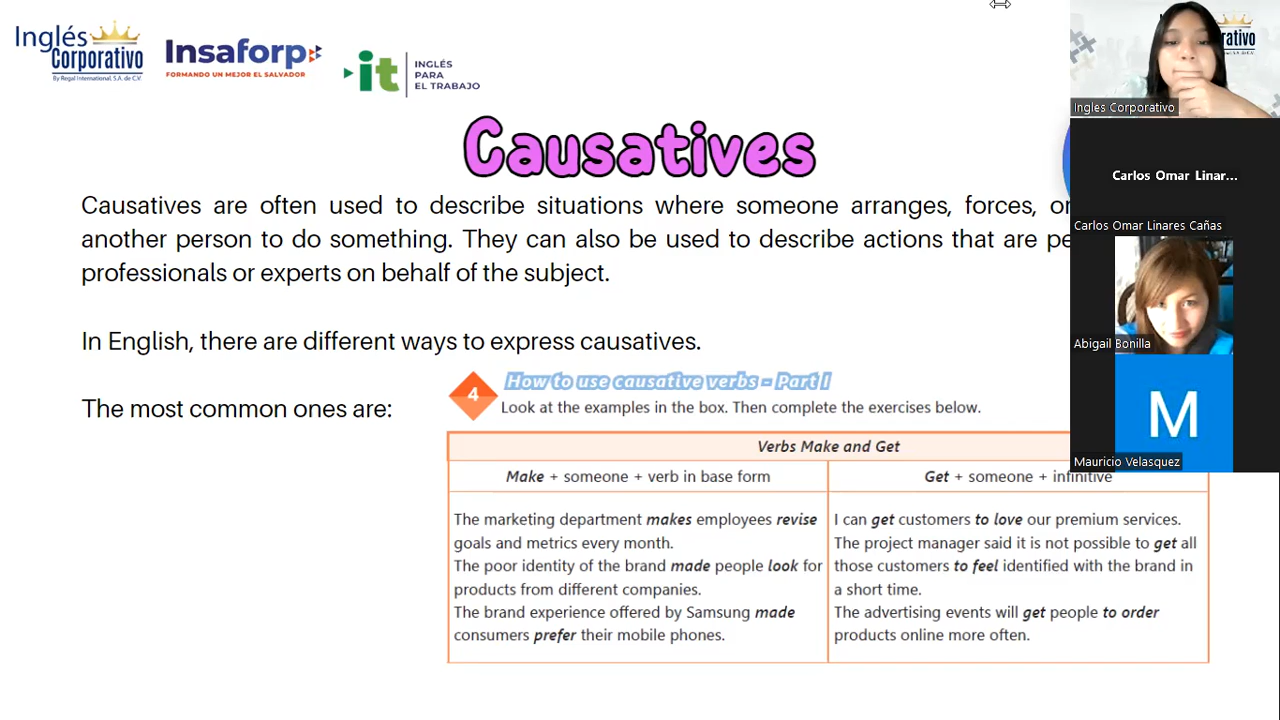 Inglés
Corporativo
By Regal International, S.A. de C.V.
Insaforp
FORMANDO UN MEJOR EL SALVADOR
it
INGLÉS
PARA
EL TRABAJO
Causatives
Causatives are often used to describe situations where someone arranges, forces, or
another person to do something. They can also be used to describe actions that are pe
professionals or experts on behalf of the subject.
In English, there are different ways to express causatives.
The most common ones are:
4
How to use causative verbs - Part I
Look at the examples in the box. Then complete the exercises below.
Verbs Make and Get
Make + someone + verb in base form
The marketing department makes employees revise
goals and metrics every month.
The poor identity of the brand made people look for
products from different companies.
The brand experience offered by Samsung made
consumers prefer their mobile phones.
Get + someone + infinitive
I can get customers to love our premium services.
The project manager said it is not possible to get all
those customers to feel identified with the brand in
a short time.
The advertising events will get people to order
products online more often.
Ingles Corporativo
Carlos Omar Linar...
Carlos Omar Linares Cañas
Abigail Bonilla
M
Mauricio Velasquez